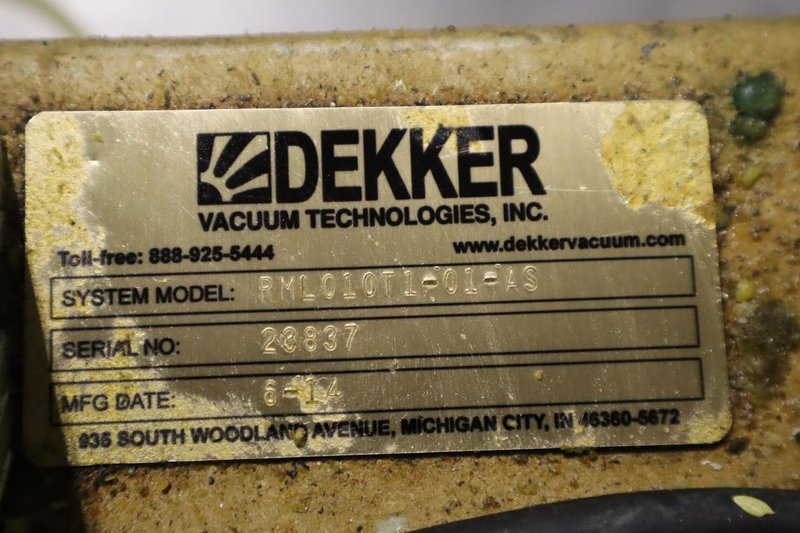 DEKKER
VACUUM TECHNOLOGIES, INC.
Toll-free: 888-925-5444 www.dekkervacuum.com
SYSTEM MODEL: RML010T1-01-AS
SERIAL NO: 23837
MFG DATE: 6-14
935 SOUTH WOODLAND AVENUE, MICHIGAN CITY, IN 46360-5672